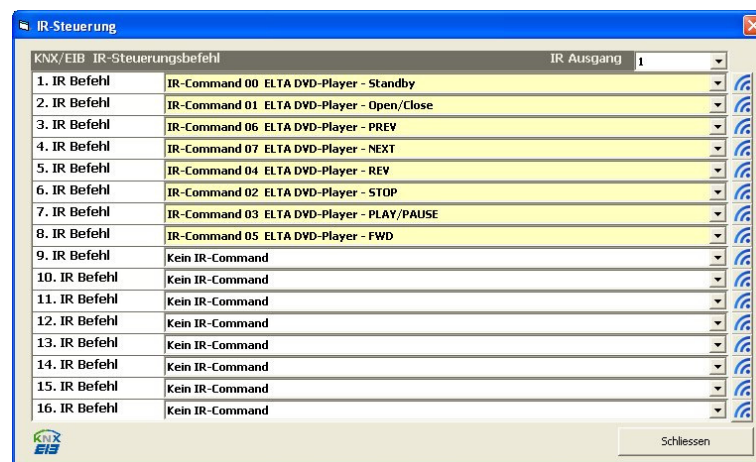 IR-Steuerung
KNX/EIB IR-Steuerungsbefehl IR Ausgang 1
1. IR Befehl IR-Command 00 ELTA DVD-Player - Standby
2. IR Befehl IR-Command 01 ELTA DVD-Player - Open/Close
3. IR Befehl IR-Command 06 ELTA DVD-Player - PREV
4. IR Befehl IR-Command 07 ELTA DVD-Player - NEXT
5. IR Befehl IR-Command 04 ELTA DVD-Player - REV
6. IR Befehl IR-Command 02 ELTA DVD-Player - STOP
7. IR Befehl IR-Command 03 ELTA DVD-Player - PLAY/PAUSE
8. IR Befehl IR-Command 05 ELTA DVD-Player - FWD
9. IR Befehl Kein IR-Command
10. IR Befehl Kein IR-Command
11. IR Befehl Kein IR-Command
12. IR Befehl Kein IR-Command
13. IR Befehl Kein IR-Command
14. IR Befehl Kein IR-Command
15. IR Befehl Kein IR-Command
16. IR Befehl Kein IR-Command
KNX
EIB Schliessen